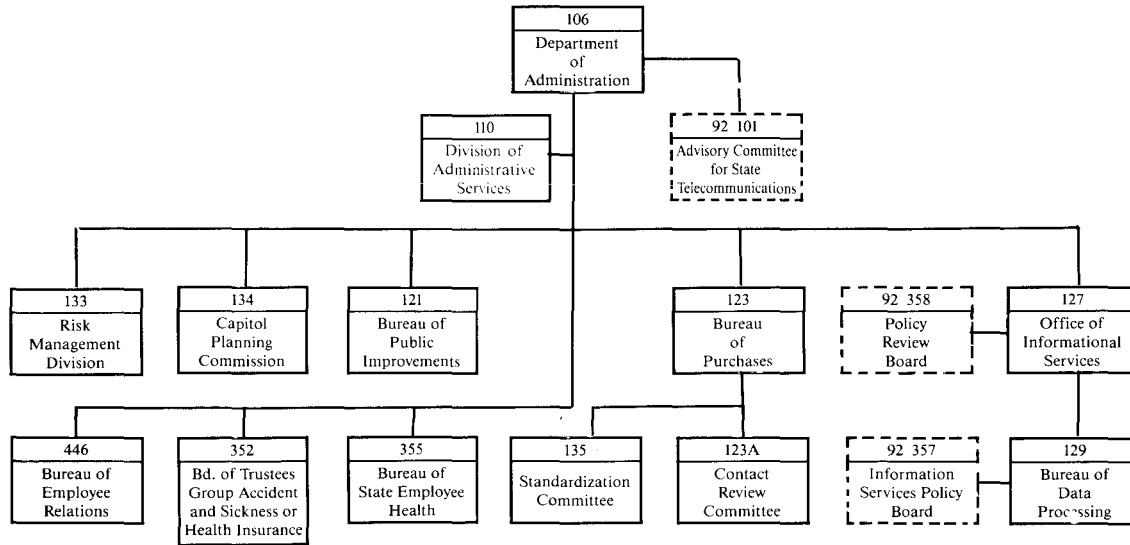 106
Department
of
Administration
110
Division of
Administrative
Services
92 101
Advisory Committee
for State
Telecommunications
133
Risk
Management
Division
134
Capitol
Planning
Commission
121
Bureau of
Public
Improvements
123
Bureau
of
Purchases
92 358
Policy
Review
Board
127
Office of
Informational
Services
446
Bureau of
Employee
Relations
352
Bd. of Trustees
Group Accident
and Sickness or
Health Insurance
355
Bureau of
State Employee
Health
135
Standardization
Committee
123A
Contact
Review
Committee
92 357
Information
Services Policy
Board
129
Bureau of
Data
Processing